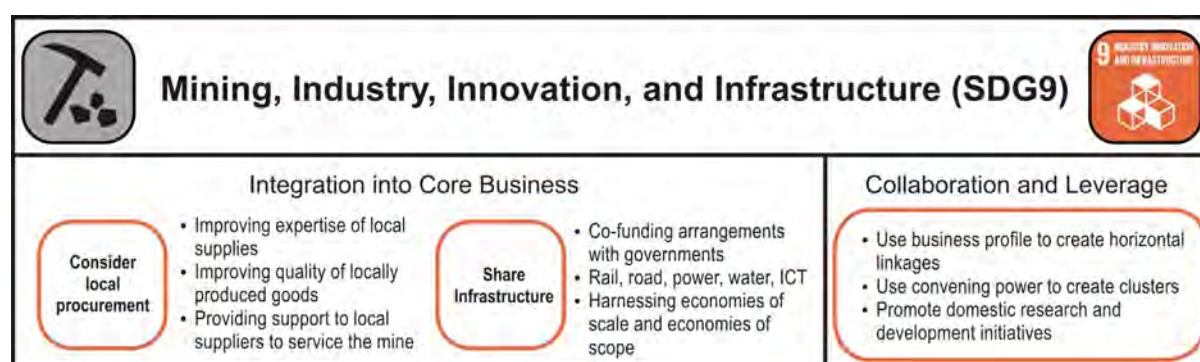 9 INDUSTRY INNOVATION
AND INFRASTRUCTURE
Mining, Industry, Innovation, and Infrastructure (SDG9)
Integration into Core Business
Consider
local
procurement
• Improving expertise of local
supplies
• Improving quality of locally
produced goods
• Providing support to local
suppliers to service the mine
Share
Infrastructure
• Co-funding arrangements
with governments
• Rail, road, power, water, ICT
• Harnessing economies of
scale and economies of
scope
Collaboration and Leverage
• Use business profile to create horizontal
linkages
• Use convening power to create clusters
• Promote domestic research and
development initiatives